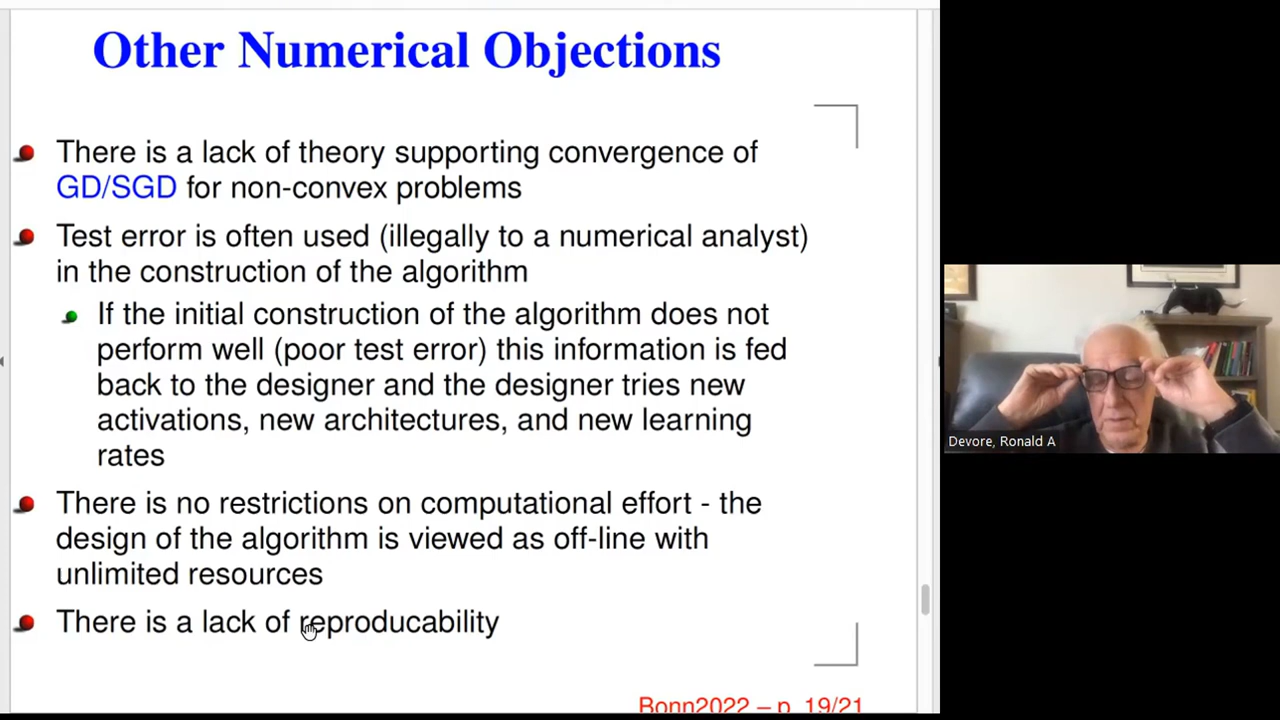 Other Numerical Objections
There is a lack of theory supporting convergence of
GD/SGD for non-convex problems
Test error is often used (illegally to a numerical analyst)
in the construction of the algorithm
If the initial construction of the algorithm does not
perform well (poor test error) this information is fed
back to the designer and the designer tries new
activations, new architectures, and new learning
rates
There is no restrictions on computational effort - the
design of the algorithm is viewed as off-line with
unlimited resources
There is a lack of reproducability
Bonn2022 – p. 19/21
Devore, Ronald A